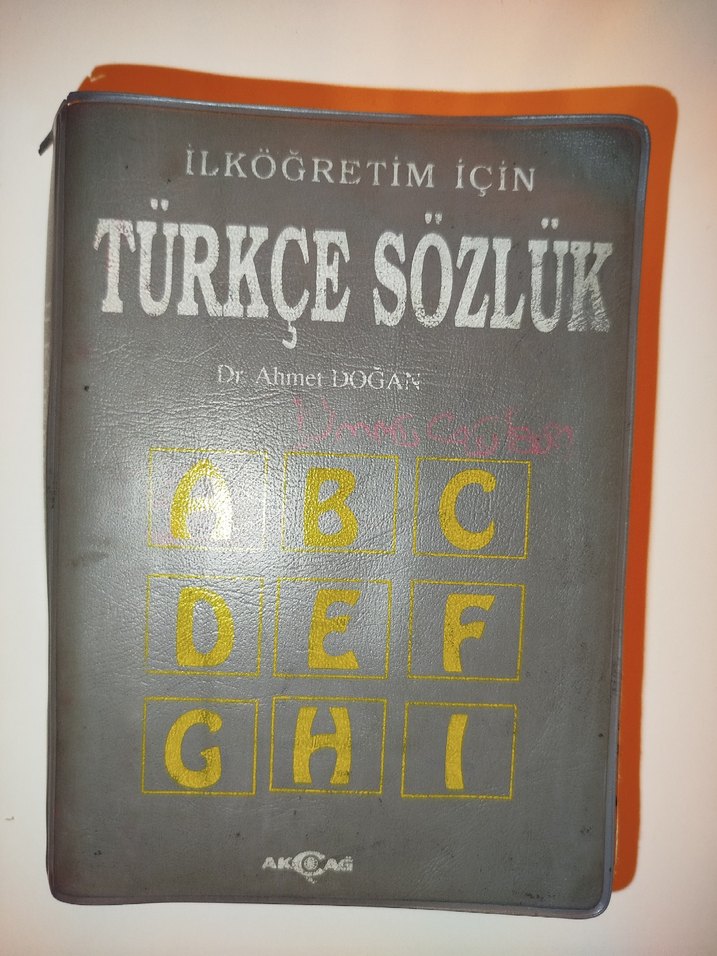 İLKÖĞRETİM İÇİN
TÜRKÇE SÖZLÜK
Dr. Ahmet DOĞAN
A B C
D E F
G H I
AKÇAĞ